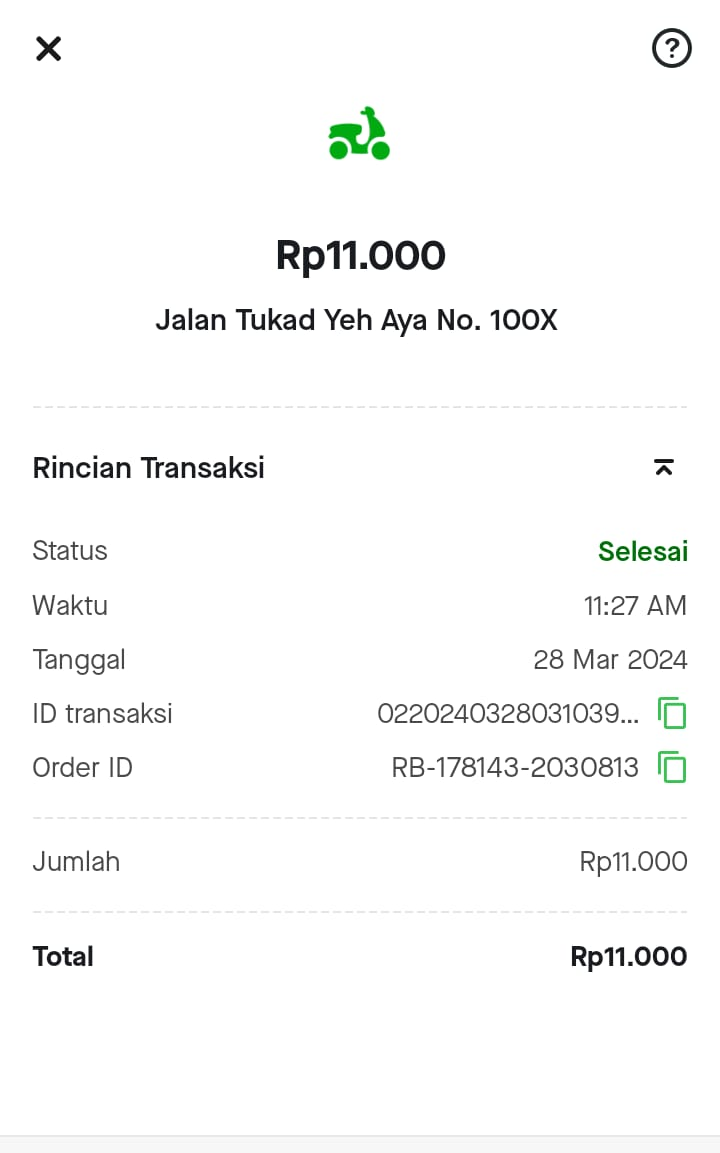 Rp11.000
Jalan Tukad Yeh Aya No. 100X
Rincian Transaksi
Status Selesai
Waktu 11:27 AM
Tanggal 28 Mar 2024
ID transaksi 0220240328031039...
Order ID RB-178143-2030813
Jumlah Rp11.000
Total Rp11.000